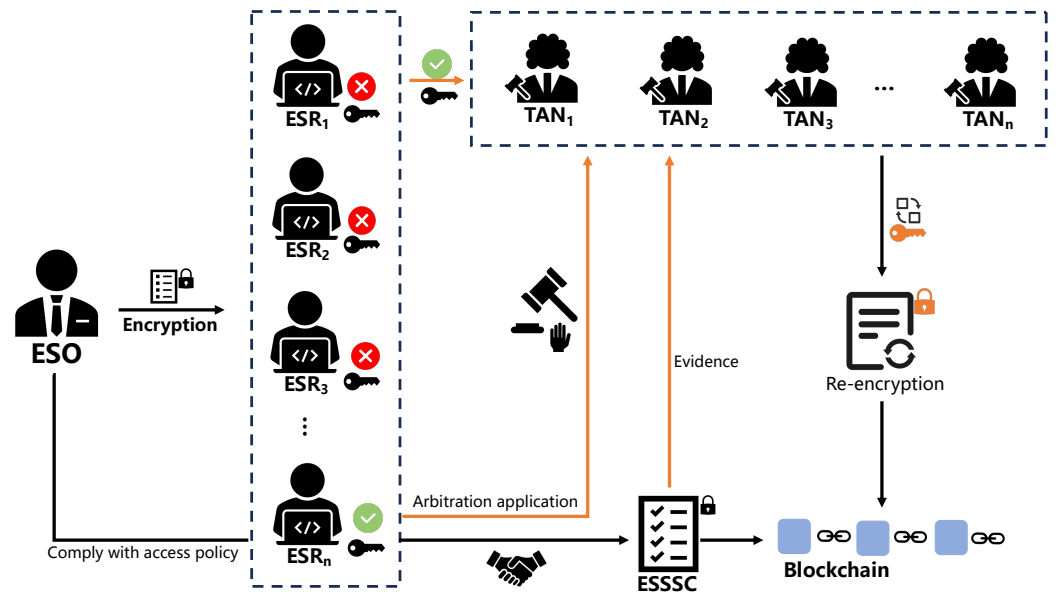 ESR1
TAN1
TAN2
TAN3
...
TANn
ESR2
ESO
Encryption
ESR3
...
Evidence
Re-encryption
Arbitration application
Comply with access policy
ESRn
ESSSC
Blockchain